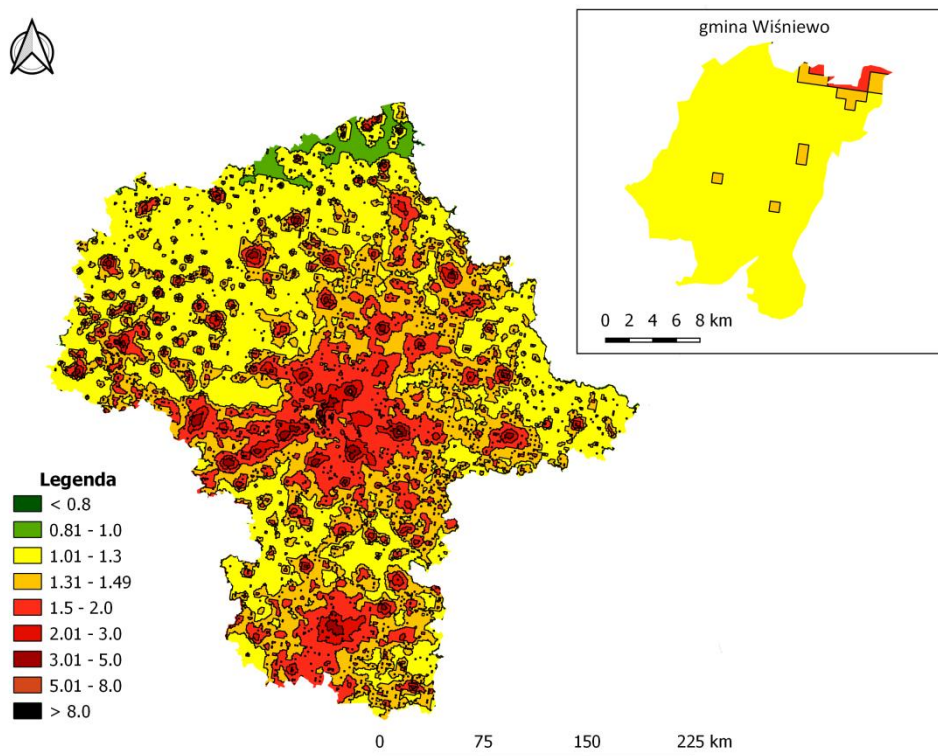 gmina Wiśniewo
0 2 4 6 8 km
Legenda
< 0.8
0.81 - 1.0
1.01 - 1.3
1.31 - 1.49
1.5 - 2.0
2.01 - 3.0
3.01 - 5.0
5.01 - 8.0
> 8.0
0 75 150 225 km